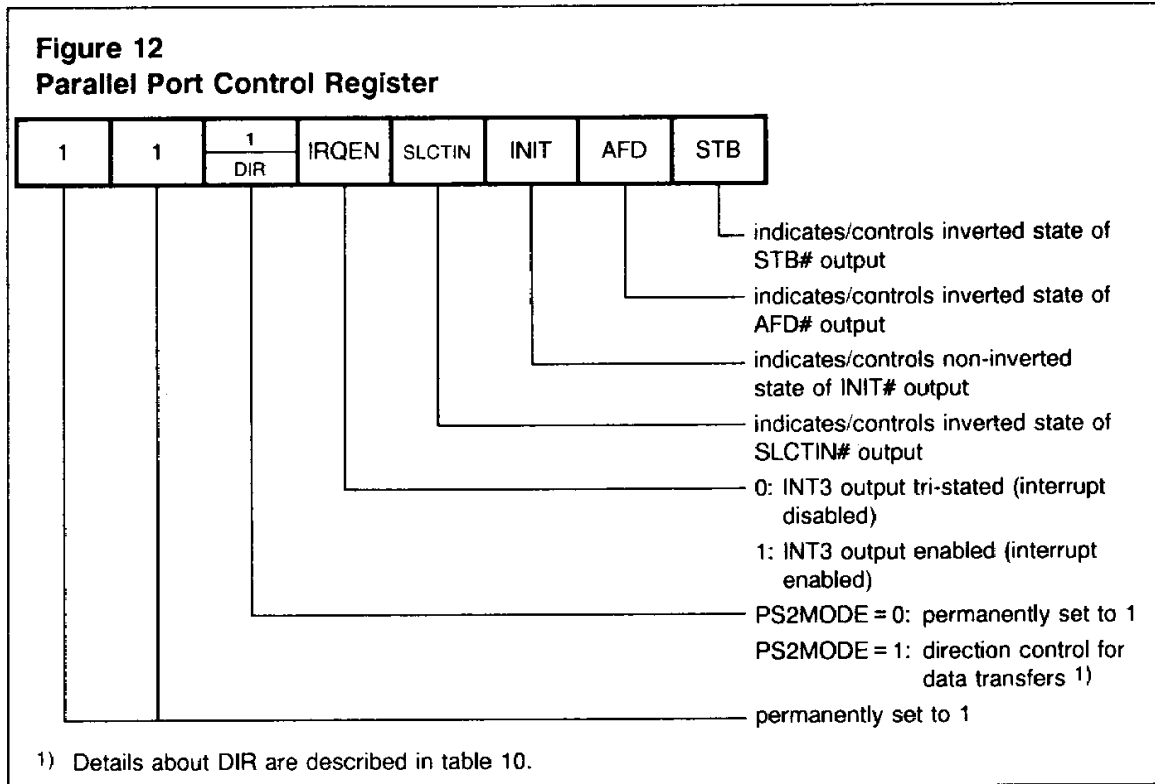 Figure 12
Parallel Port Control Register
1 1 1 IRQEN SLCTIN INIT AFD STB
DIR
indicates/controls inverted state of
STB# output
indicates/controls inverted state of
AFD# output
indicates/controls non-inverted
state of INIT# output
indicates/controls inverted state of
SLCTIN# output
0: INT3 output tri-stated (interrupt
disabled)
1: INT3 output enabled (interrupt
enabled)
PS2MODE = 0: permanently set to 1
PS2MODE = 1: direction control for
data transfers 1)
permanently set to 1
1) Details about DIR are described in table 10.